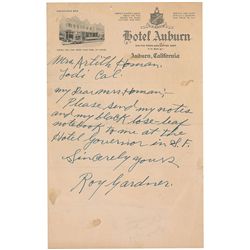 Hotel Auburn
Auburn, California
Mrs. Artieth Homan.
Lodi Cal.
My Dear Mrs. Homan:
Please send my notes
and my black loose-leaf
notebook to me at the
Hotel Governor in S.F.
Sincerely yours
Roy Gardner.